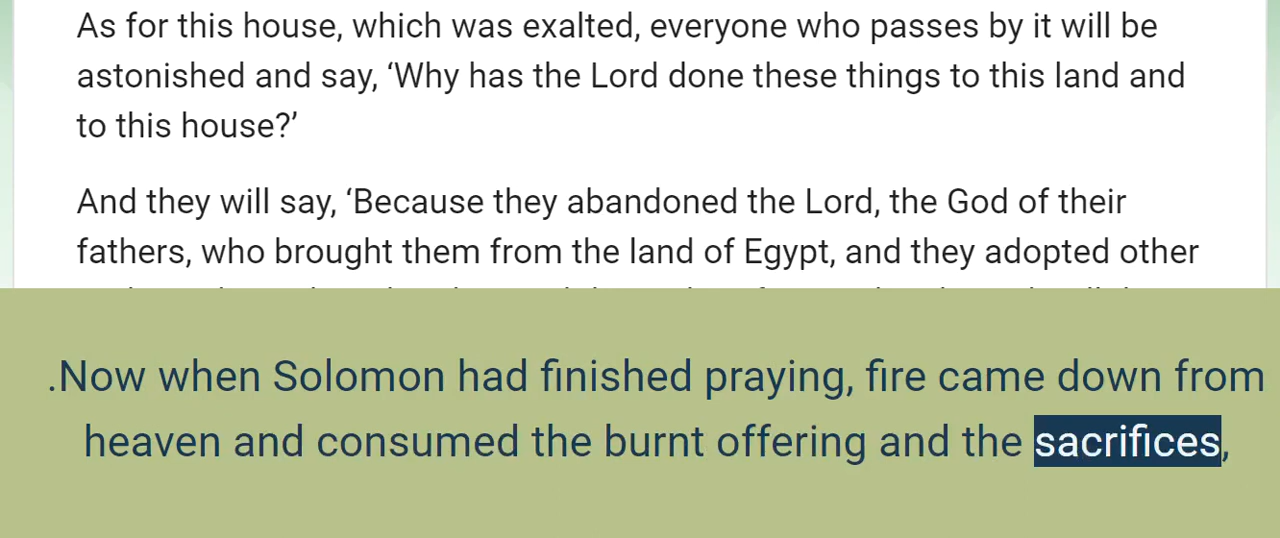 As for this house, which was exalted, everyone who passes by it will be
astonished and say, ‘Why has the Lord done these things to this land and
to this house?’
And they will say, ‘Because they abandoned the Lord, the God of their
fathers, who brought them from the land of Egypt, and they adopted other
.Now when Solomon had finished praying, fire came down from
heaven and consumed the burnt offering and the sacrifices,